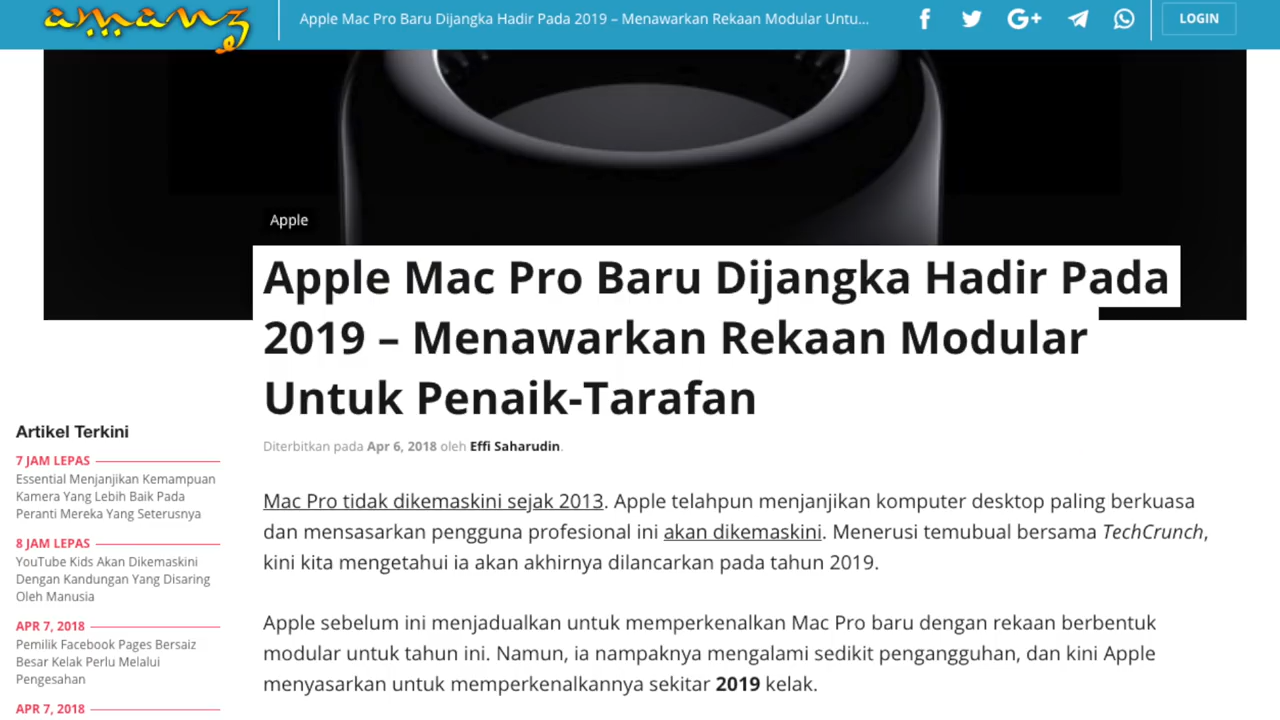 amanz
Apple Mac Pro Baru Dijangka Hadir Pada 2019 – Menawarkan Rekaan Modular Untu...
LOGIN
Apple
Apple Mac Pro Baru Dijangka Hadir Pada
2019 – Menawarkan Rekaan Modular
Untuk Penaik-Tarafan
Diterbitkan pada Apr 6, 2018 oleh Effi Saharudin.
Mac Pro tidak dikemaskini sejak 2013. Apple telahpun menjanjikan komputer desktop paling berkuasa
dan mensasarkan pengguna profesional ini akan dikemaskini. Menerusi temubual bersama TechCrunch,
kini kita mengetahui ia akan akhirnya dilancarkan pada tahun 2019.
Apple sebelum ini menjadualkan untuk memperkenalkan Mac Pro baru dengan rekaan berbentuk
modular untuk tahun ini. Namun, ia nampaknya mengalami sedikit pengangguhan, dan kini Apple
menyasarkan untuk memperkenalkannya sekitar 2019 kelak.
Artikel Terkini
7 JAM LEPAS
Essential Menjanjikan Kemampuan
Kamera Yang Lebih Baik Pada
Peranti Mereka Yang Seterusnya
8 JAM LEPAS
YouTube Kids Akan Dikemaskini
Dengan Kandungan Yang Disaring
Oleh Manusia
APR 7, 2018
Pemilik Facebook Pages Bersaiz
Besar Kelak Perlu Melalui
Pengesahan
APR 7, 2018